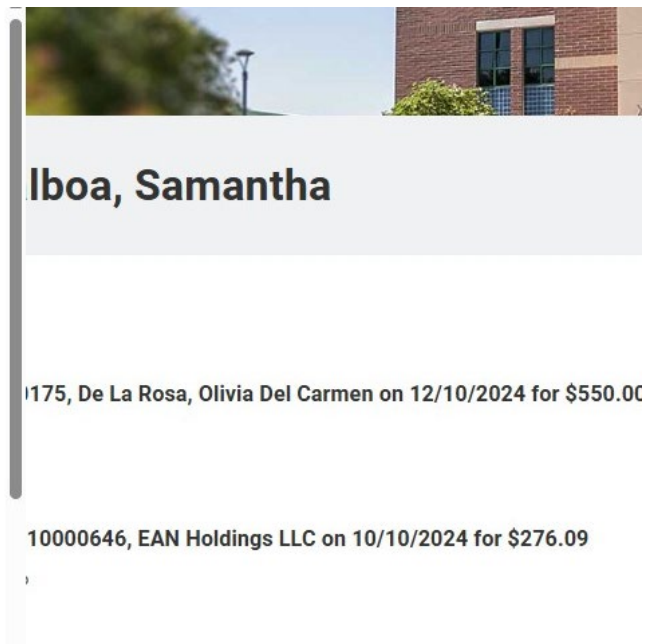 lboa, Samantha
175, De La Rosa, Olivia Del Carmen on 12/10/2024 for $550.00
10000646, EAN Holdings LLC on 10/10/2024 for $276.09